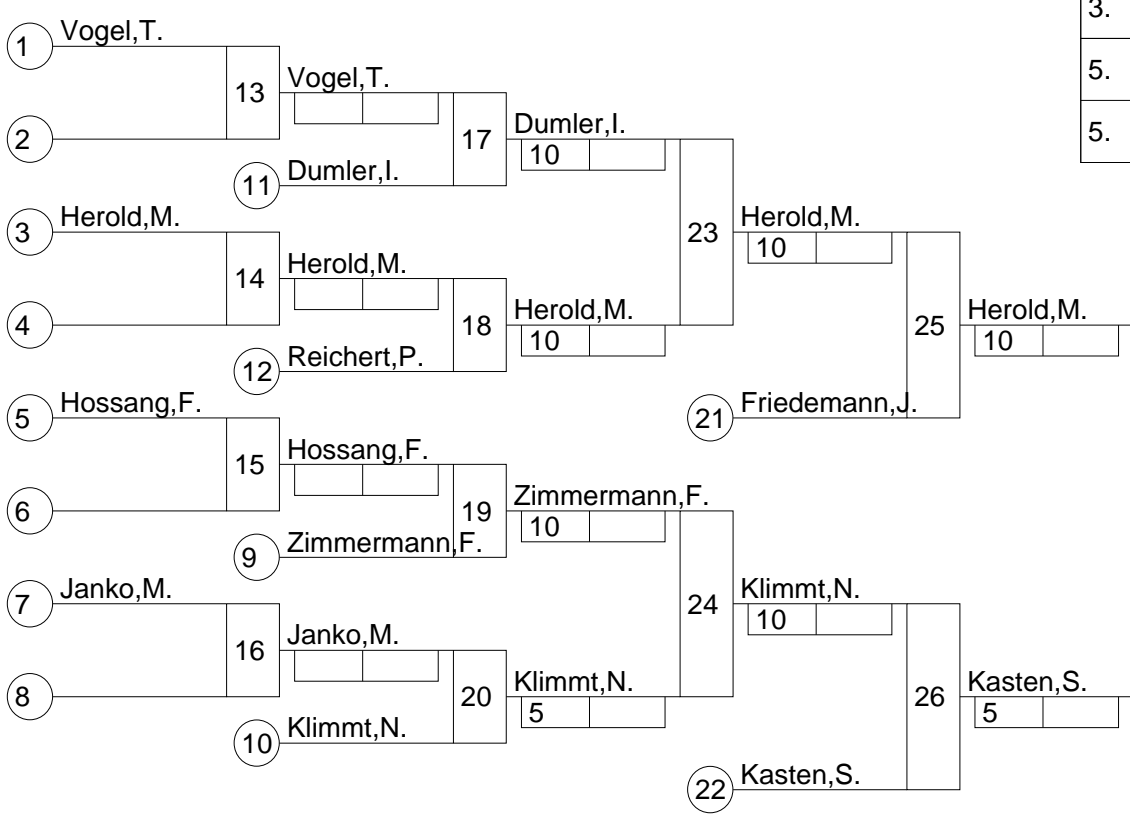 3.
1 Vogel,T.
5.
13 Vogel,T.
2
17 Dumler,I.
10
5.
11 Dumler,I.
3 Herold,M.
23 Herold,M.
10
14 Herold,M.
4
18 Herold,M.
10
25 Herold,M.
10
12 Reichert,P.
5 Hossang,F.
21 Friedemann,J.
15 Hossang,F.
6
19 Zimmermann,F.
10
9 Zimmermann,F.
7 Janko,M.
24 Klimmt,N.
10
16 Janko,M.
8
20 Klimmt,N.
5
26 Kasten,S.
5
10 Klimmt,N.
22 Kasten,S.